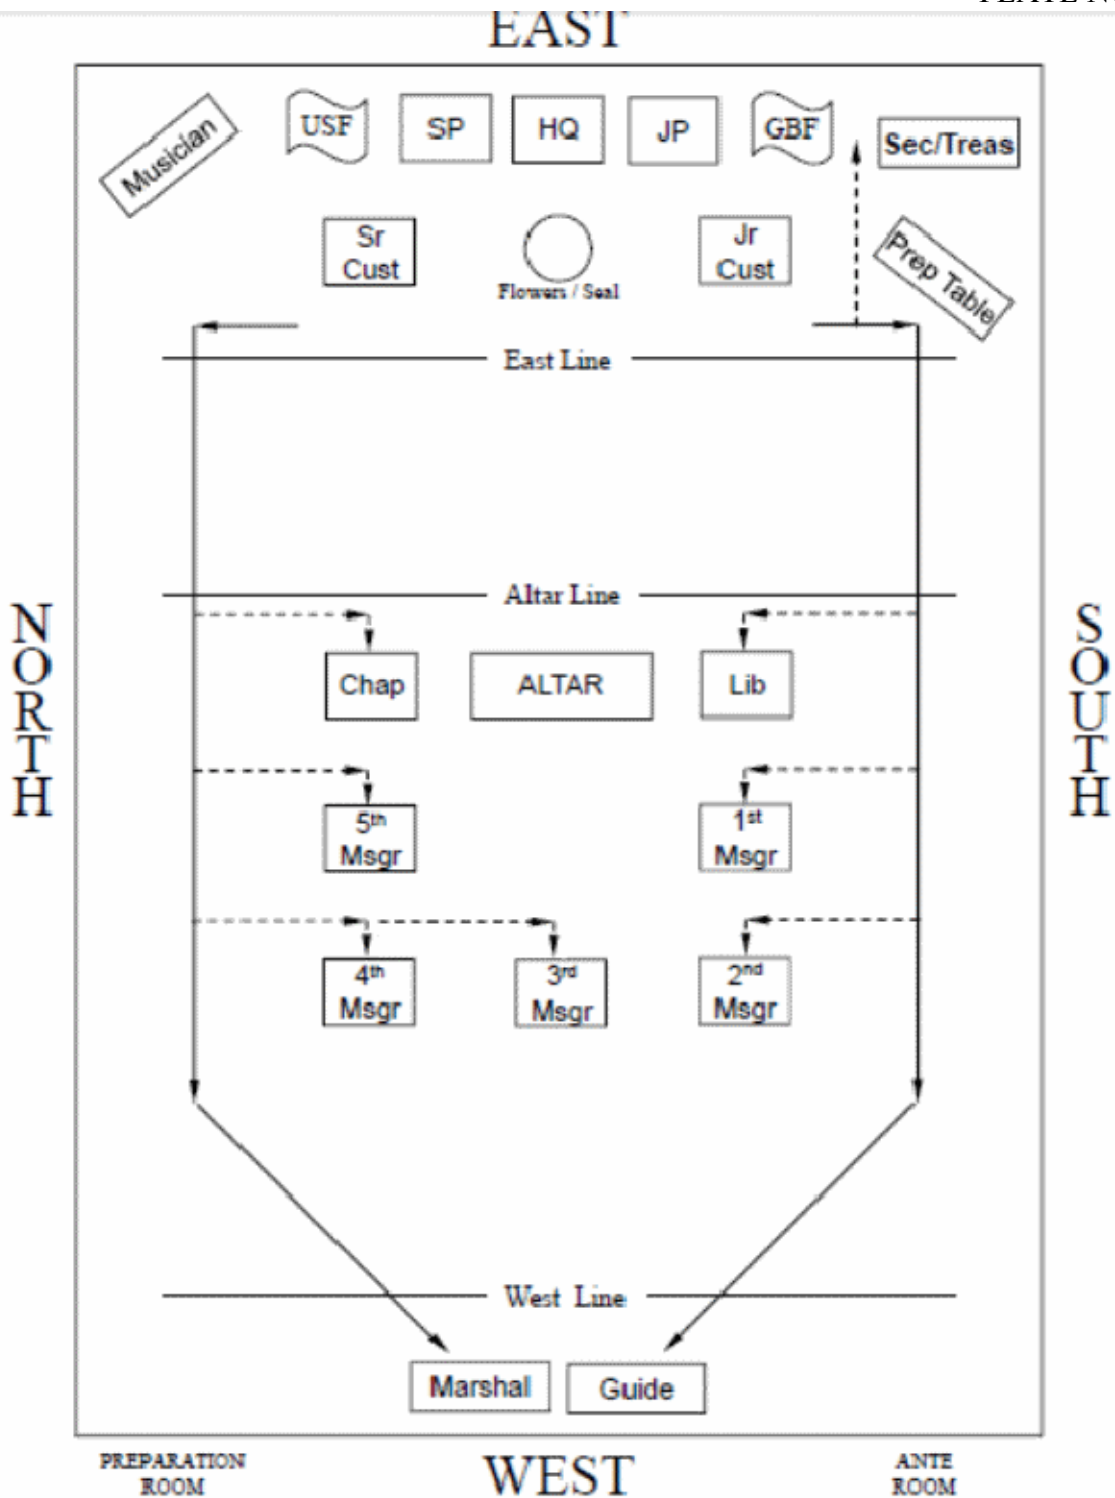 EAST
USF
SP
HQ
JP
GBF
Sec/Treas
Musician
Sr
Cust
Flowers / Seal
Jr
Cust
Prep Table
East Line
Altar Line
NORTH
SOUTH
Chap
ALTAR
Lib
5th
Msgr
1st
Msgr
4th
Msgr
3rd
Msgr
2nd
Msgr
West Line
Marshal
Guide
PREPARATION
ROOM
WEST
ANTE
ROOM